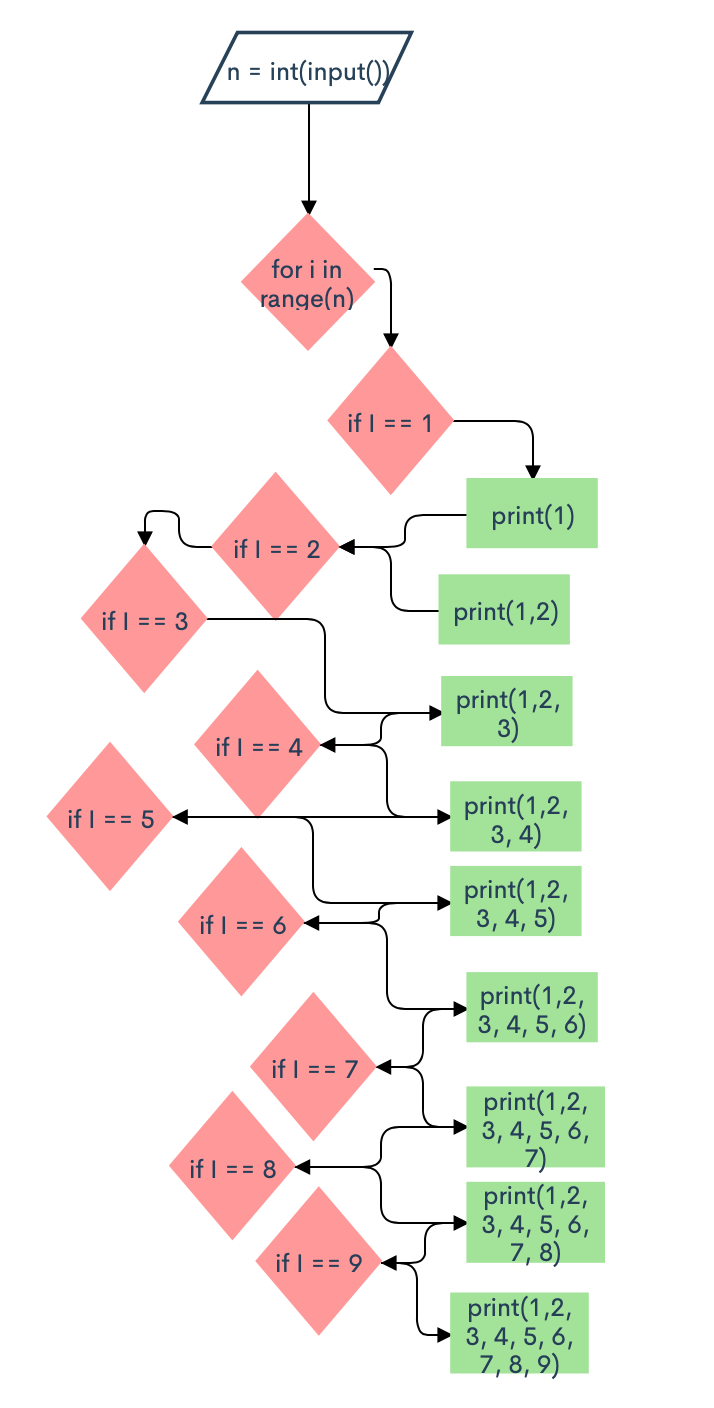 n = int(input())
for i in
range(n)
if I == 1
print(1)
if I == 2
print(1,2)
if I == 3
print(1,2,
3)
if I == 4
print(1,2,
3, 4)
if I == 5
print(1,2,
3, 4, 5)
if I == 6
print(1,2,
3, 4, 5, 6)
if I == 7
print(1,2,
3, 4, 5, 6,
7)
if I == 8
print(1,2,
3, 4, 5, 6,
7, 8)
if I == 9
print(1,2,
3, 4, 5, 6,
7, 8, 9)